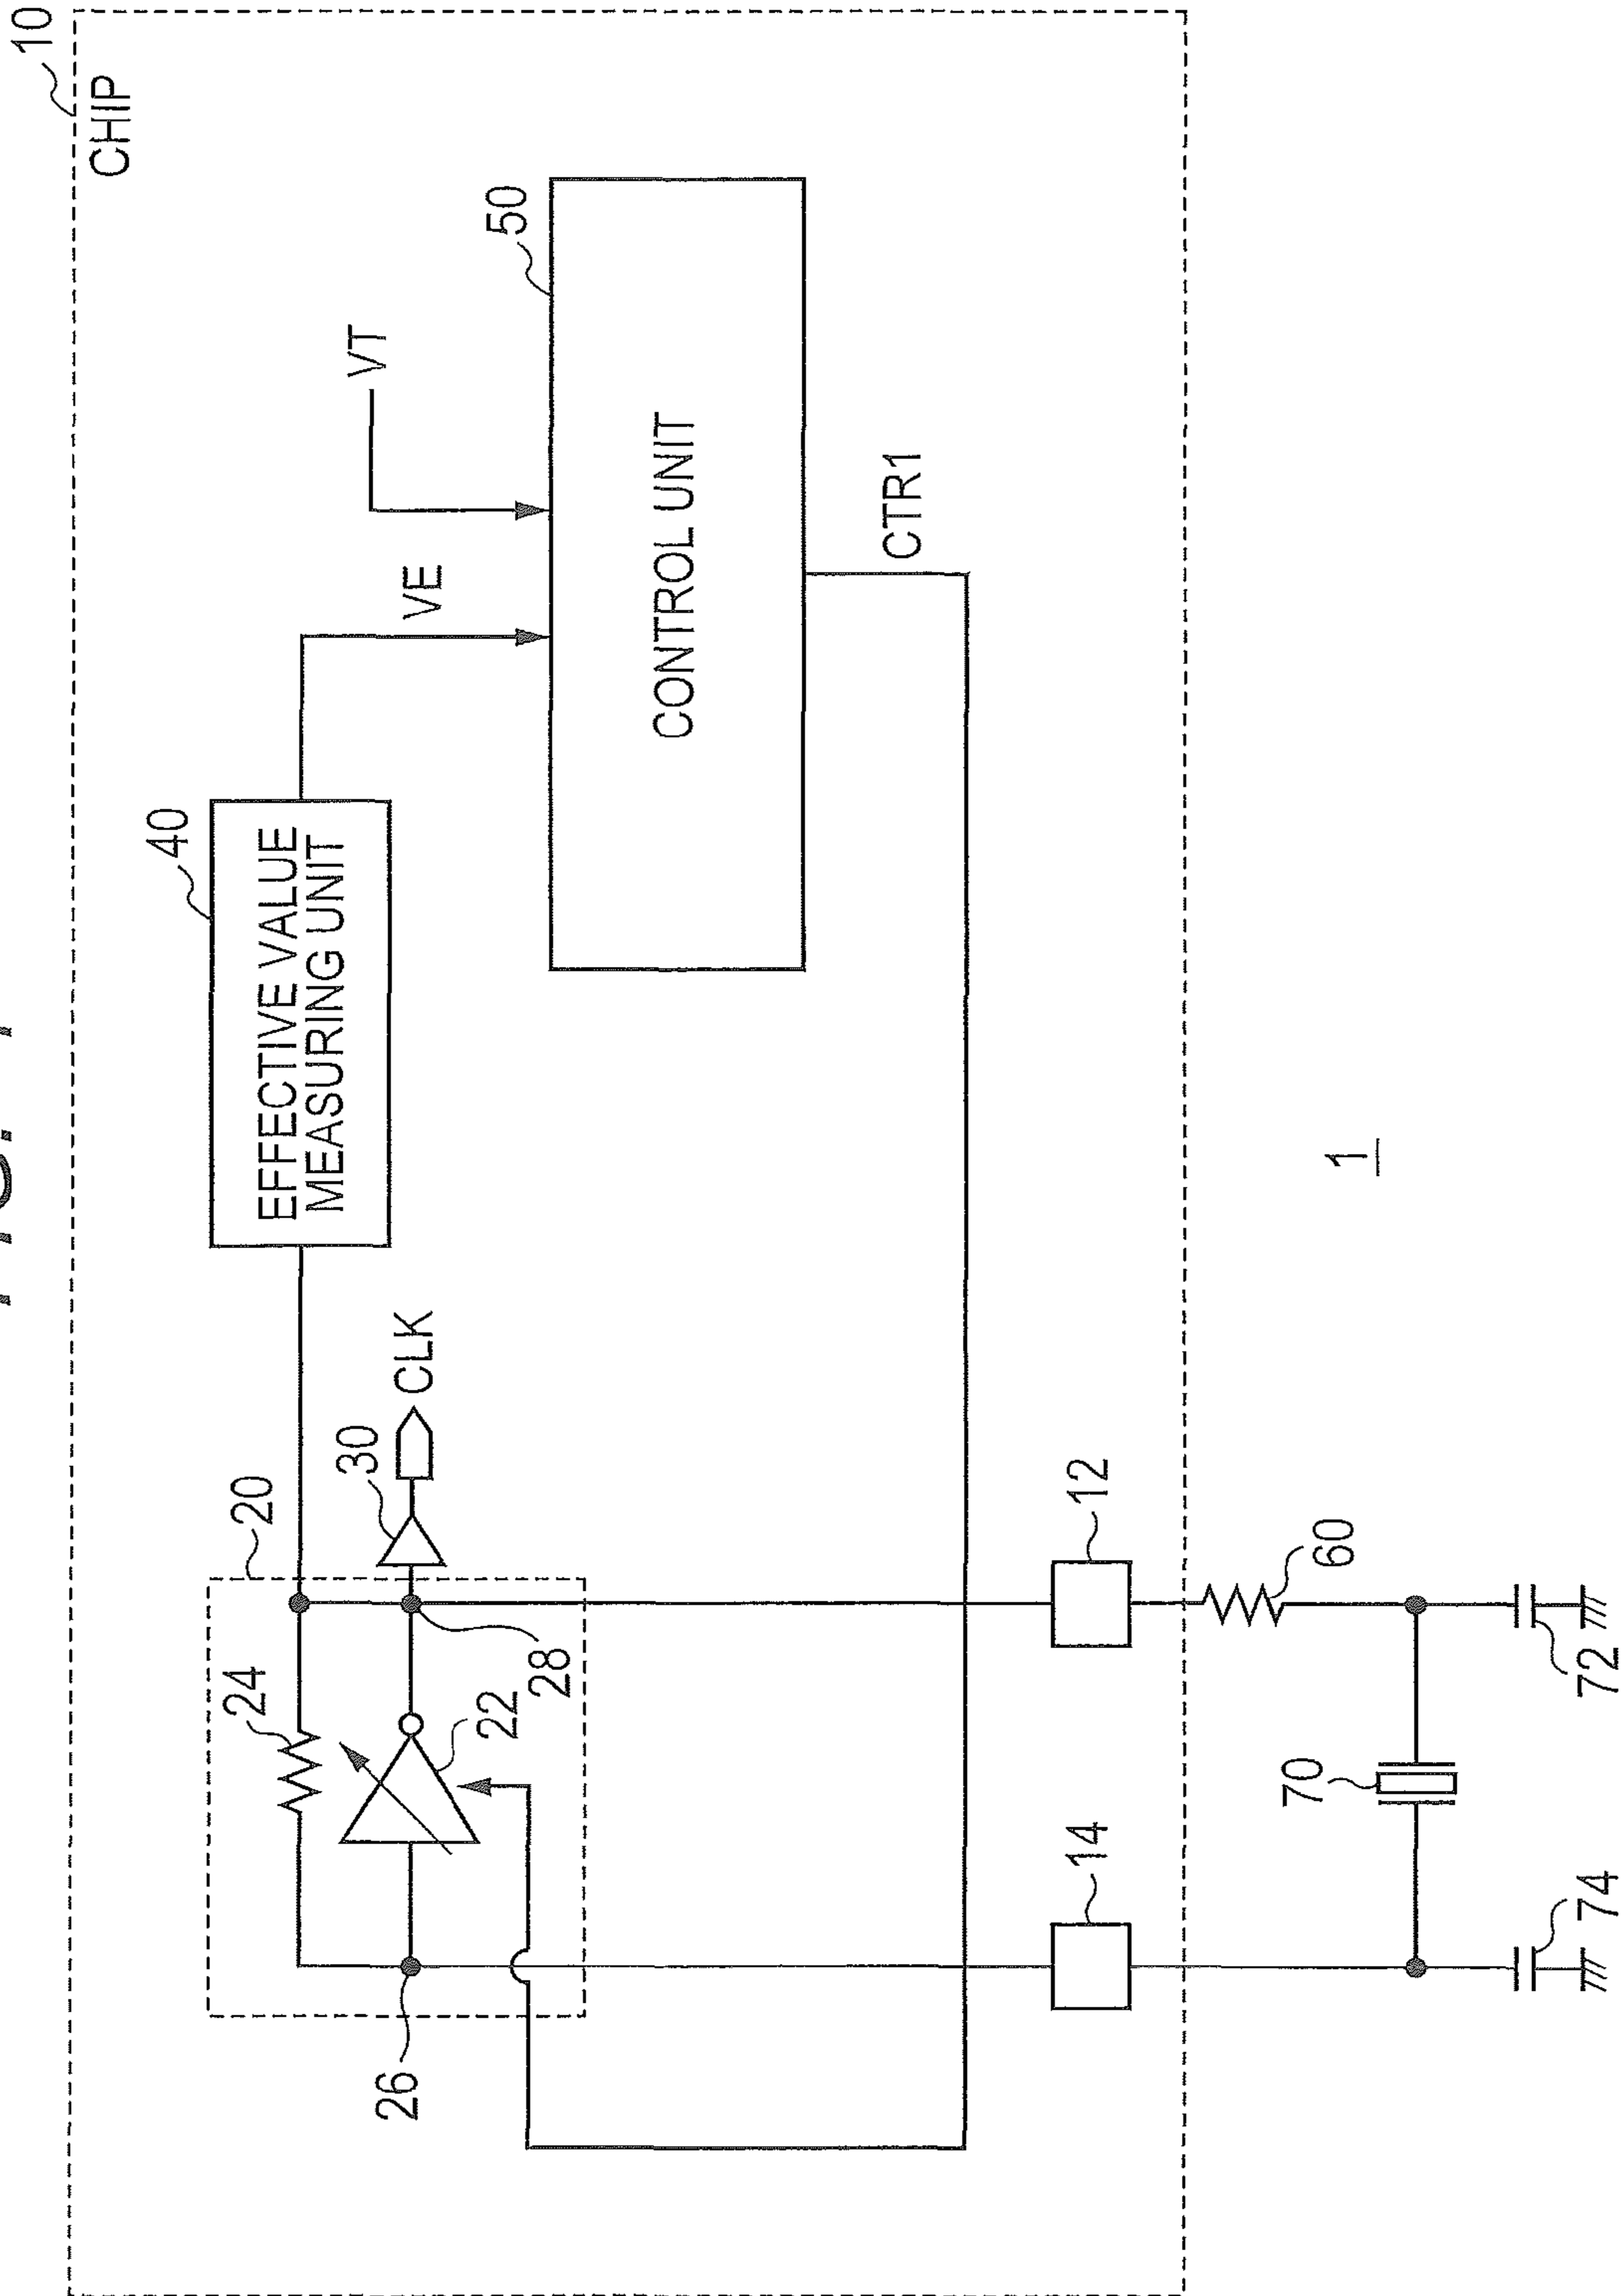 10
CHIP
40
24
20
EFFECTIVE VALUE
MEASURING UNIT
30
VT
26
CLK
VE
22
50
28
CONTROL UNIT
CTR1
14
12
70
60
1
74
72